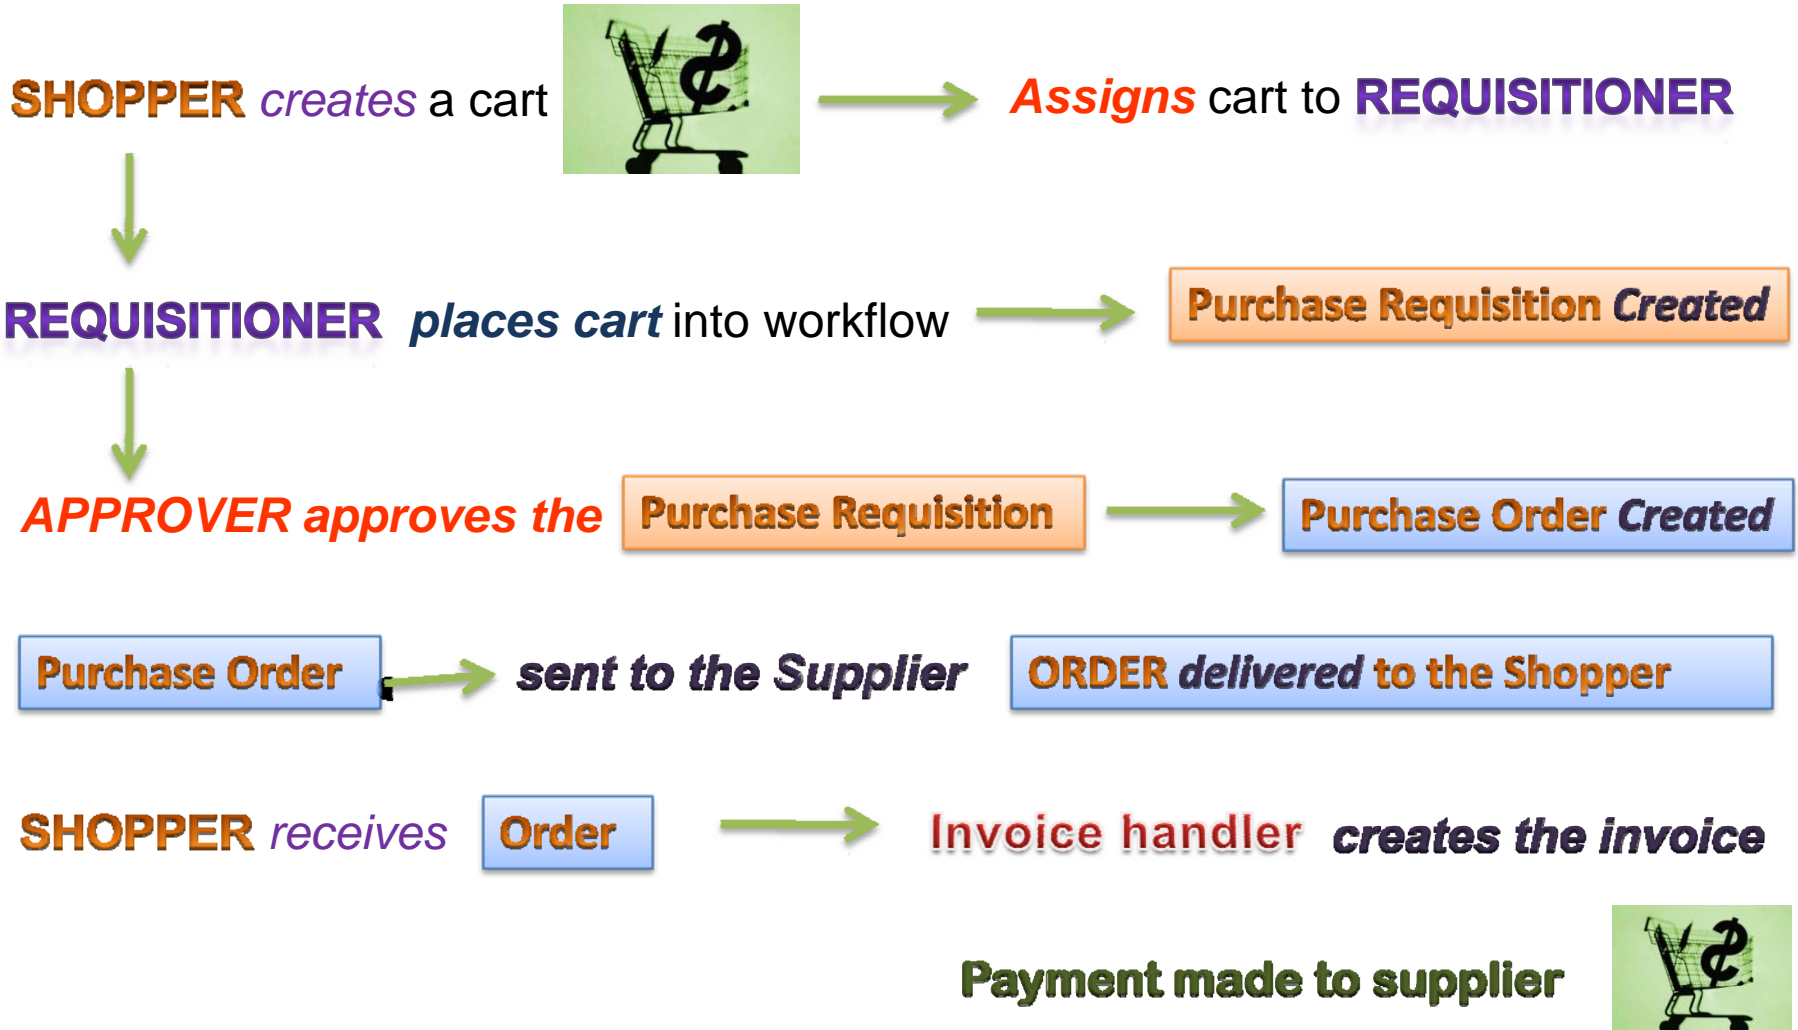 SHOPPER creates a cart Assigns cart to REQUISITIONER
REQUISITIONER places cart into workflow Purchase Requisition Created
APPROVER approves the Purchase Requisition Purchase Order Created
Purchase Order sent to the Supplier ORDER delivered to the Shopper
SHOPPER receives Order Invoice handler creates the invoice
Payment made to supplier